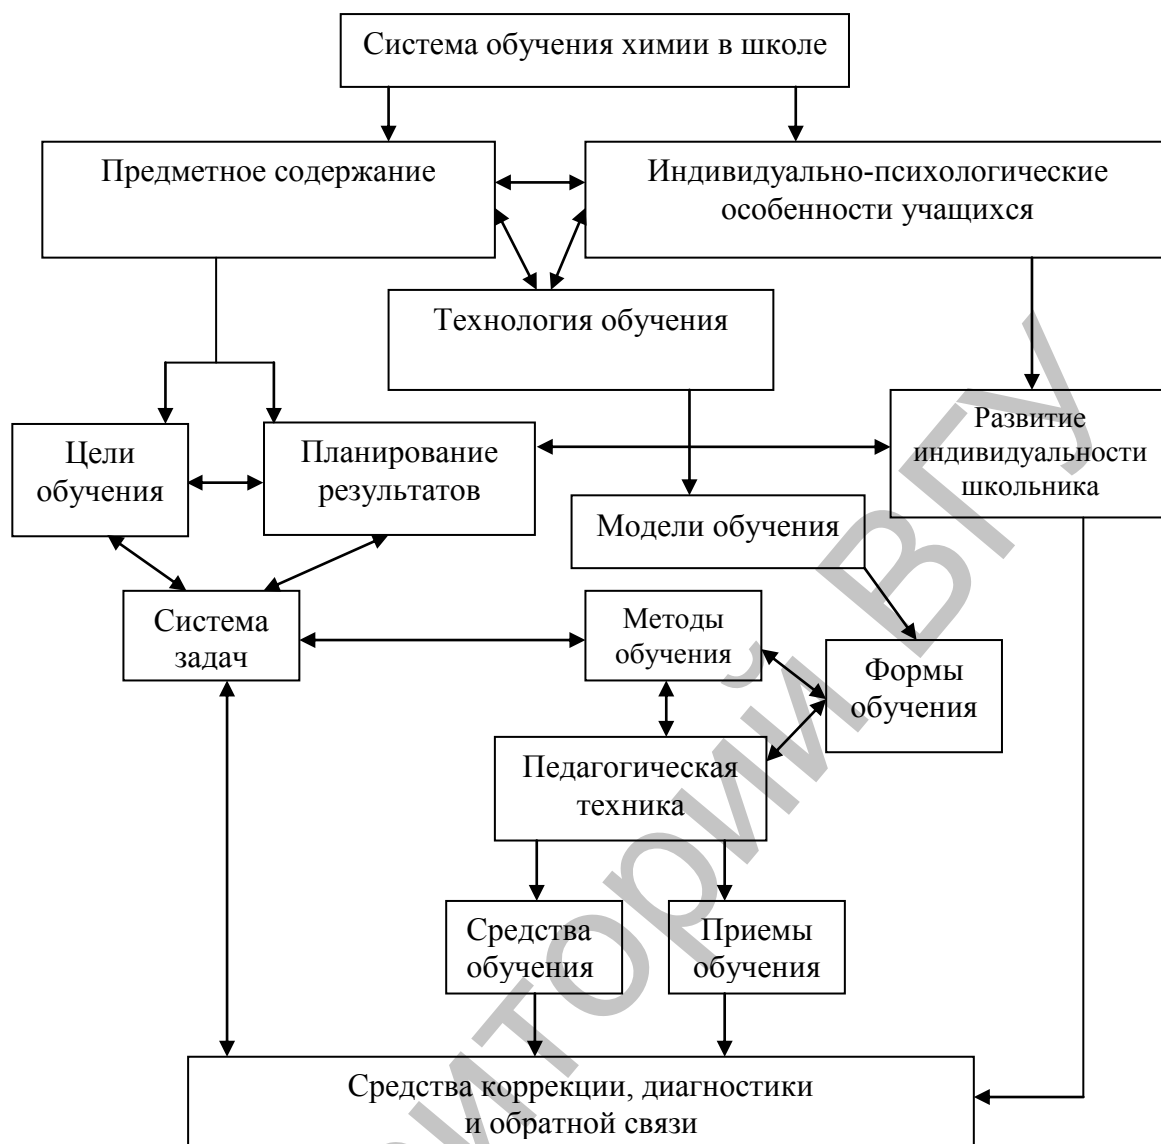 Система обучения химии в школе
Предметное содержание
Индивидуально-психологические
особенности учащихся
Технология обучения
Цели
обучения
Планирование
результатов
Развитие
индивидуальности
школьника
Модели обучения
Система
задач
Методы
обучения
Формы
обучения
Педагогическая
техника
Средства
обучения
Приемы
обучения
Средства коррекции, диагностики
и обратной связи
ВГУ